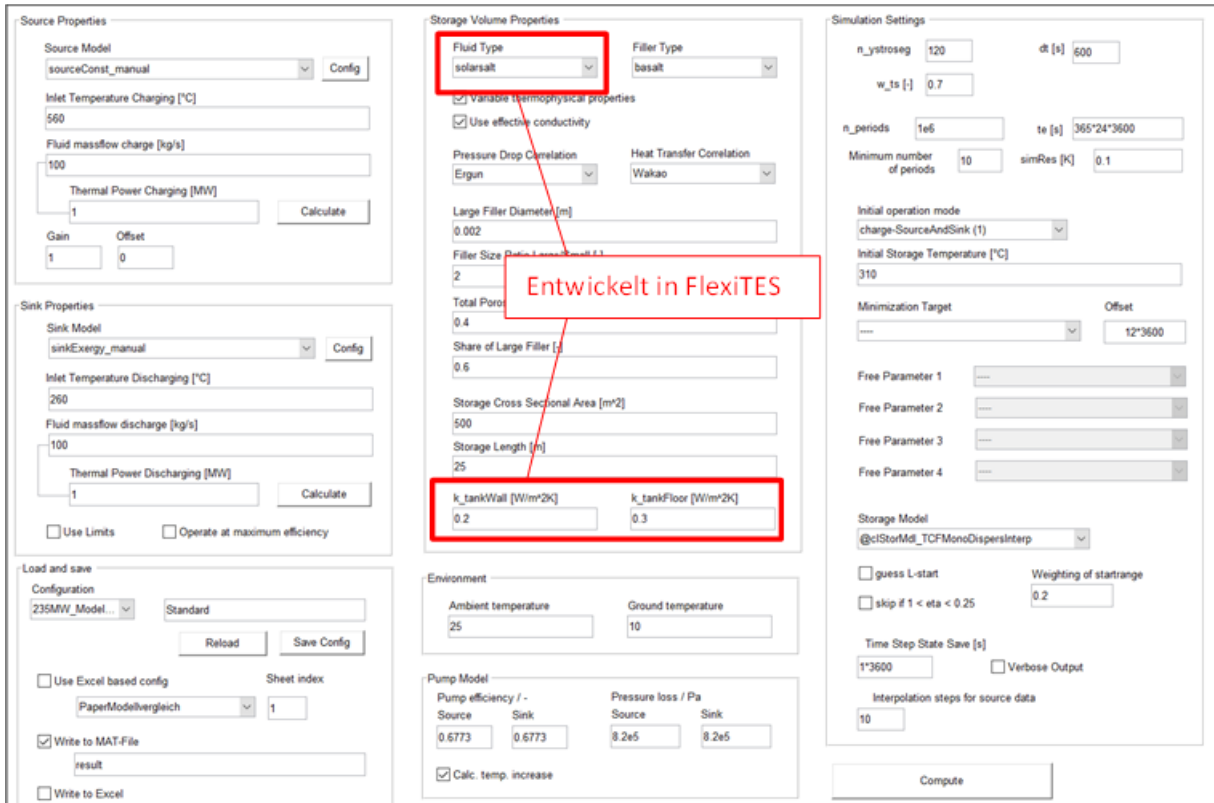 Source Properties
Source Model
sourceConst_manual
Config
Inlet Temperature Charging [°C]
560
Fluid massflow charge [kg/s]
100
Thermal Power Charging [MW]
1
Calculate
Gain
Offset
1
0
Sink Properties
Sink Model
sinkExergy_manual
Config
Inlet Temperature Discharging [°C]
260
Fluid massflow discharge [kg/s]
100
Thermal Power Discharging [MW]
1
Calculate
Use Limits
Operate at maximum efficiency
Load and save
Configuration
235MW_Model...
Standard
Reload
Save Config
Use Excel based config
Sheet index
PaperModellvergleich
1
Write to MAT-File
result
Write to Excel
Storage Volume Properties
Fluid Type
Filler Type
solarsalt
basalt
Variable thermophysical properties
Use effective conductivity
Pressure Drop Correlation
Heat Transfer Correlation
Ergun
Wakao
Large Filler Diameter [m]
0.002
Filler Size Ratio Large/Small [-]
2
Entwickelt in FlexiTES
Total Poros
0.4
Share of Large Filler [-]
0.6
Storage Cross Sectional Area [m^2]
500
Storage Length [m]
25
k_tankWall [W/m^2K]
k_tankFloor [W/m^2K]
0.2
0.3
Environment
Ambient temperature
Ground temperature
25
10
Pump Model
Pump efficiency / -
Pressure loss / Pa
Source
Sink
Source
Sink
0.6773
0.6773
8.2e5
8.2e5
Calc. temp. increase
Simulation Settings
n_ystroseg
120
dt [s]
600
w_ts [-]
0.7
n_periods
1e6
te [s]
365*24*3600
Minimum number
of periods
10
simRes [K]
0.1
Initial operation mode
charge-SourceAndSink (1)
Initial Storage Temperature [°C]
310
Minimization Target
Offset
----
12*3600
Free Parameter 1
----
Free Parameter 2
----
Free Parameter 3
----
Free Parameter 4
----
Storage Model
@clStorMdl_TCFMonoDispersInterp
guess L-start
Weighting of startrange
skip if 1 < eta < 0.25
0.2
Time Step State Save [s]
1*3600
Verbose Output
Interpolation steps for source data
10
Compute